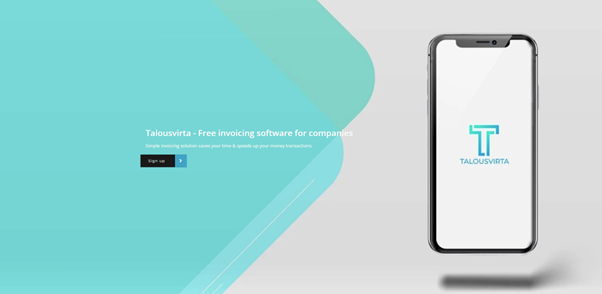 Talousvirta - Free invoicing software for companies
Simple invoicing solution saves your time & speeds up your money transactions
Sign up
TALOUSVIRTA